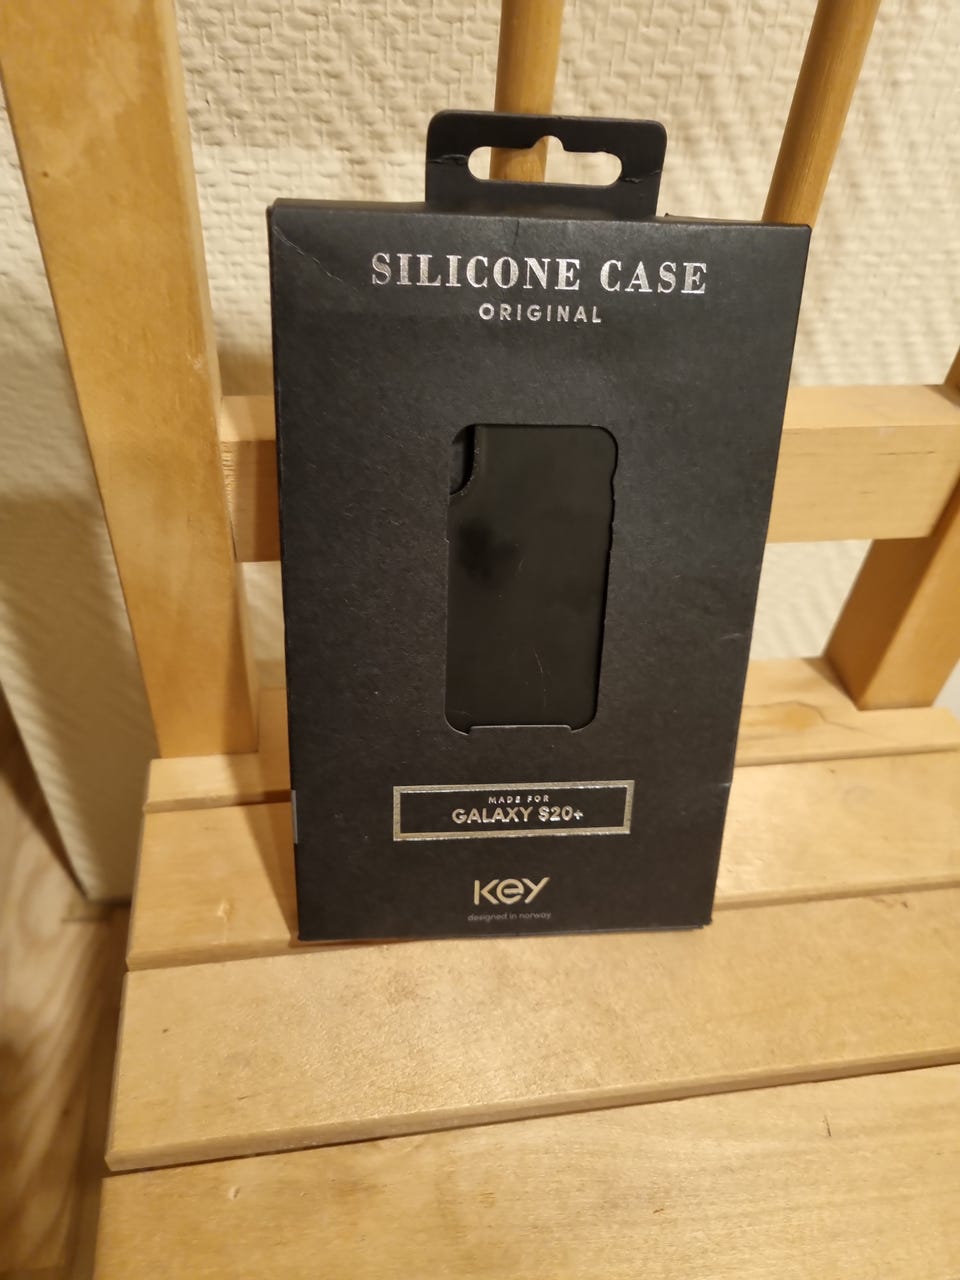 SILICONE CASE
ORIGINAL
MADE FOR
GALAXY S20+
KEY
designed in norway